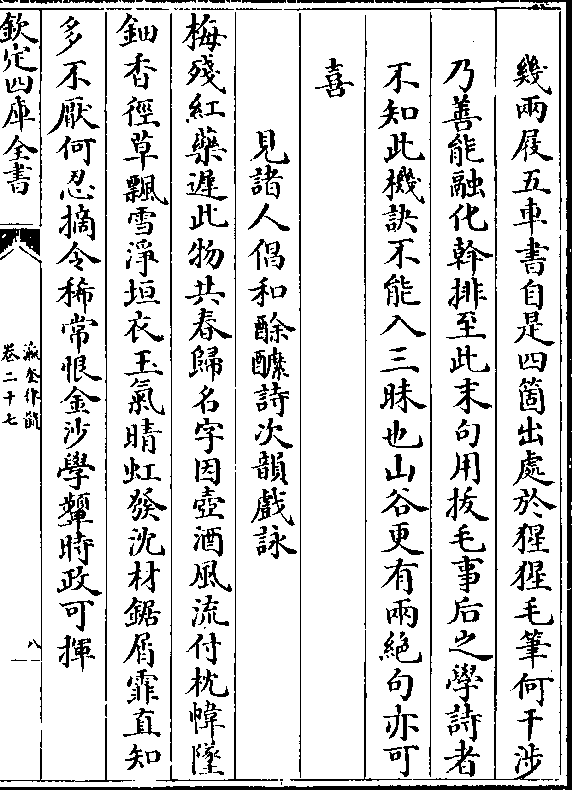 幾兩屐五車書自是四箇出處於猩猩毛筆何干涉
乃善能融化斡排至此末句用拔毛事后之學詩者
不知此機訣不能入三昧也山谷更有兩絕句亦可
喜
見諸人倡和酴醾詩次韻戲詠
梅殘紅藥遲此物共春歸名字因壺酒風流付枕幃墜
鈿香徑草飄雪淨垣衣玉氣晴虹發沈材鋸屑霏直知
多不厭何忍摘令稀常恨金沙學顰時政可揮
欽定四庫全書
瀛奎律髓
卷二十七
八